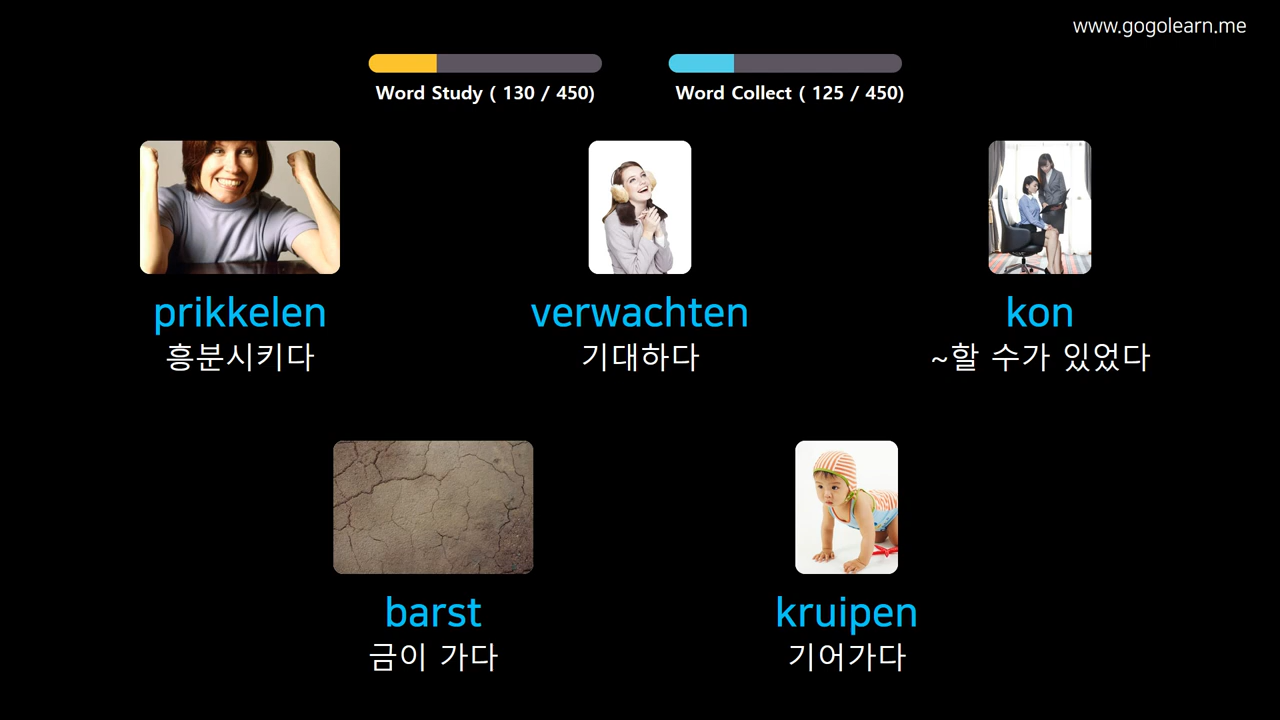 www.gogolearn.me
Word Study ( 130 / 450)
Word Collect ( 125 / 450)
prikkelen
흥분시키다
verwachten
기대하다
kon
~할 수가 있었다
barst
금이 가다
kruipen
기어가다